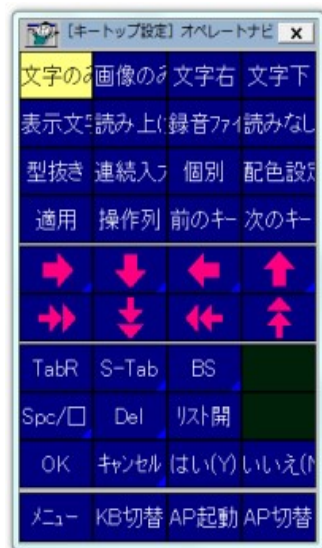 【キートップ設定】オペレートナビ
文字のみ 画像のみ 文字右 文字下
表示文字 読み上( 録音ファイ 読みなし
型抜き 連続入力 個別 配色設定
適用 操作列 前のキー 次のキー
TabR S-Tab BS
Spc/□ Del リスト開
OK キャンセル はい(Y) いいえ(N
メニュー KB切替 AP起動 AP切替